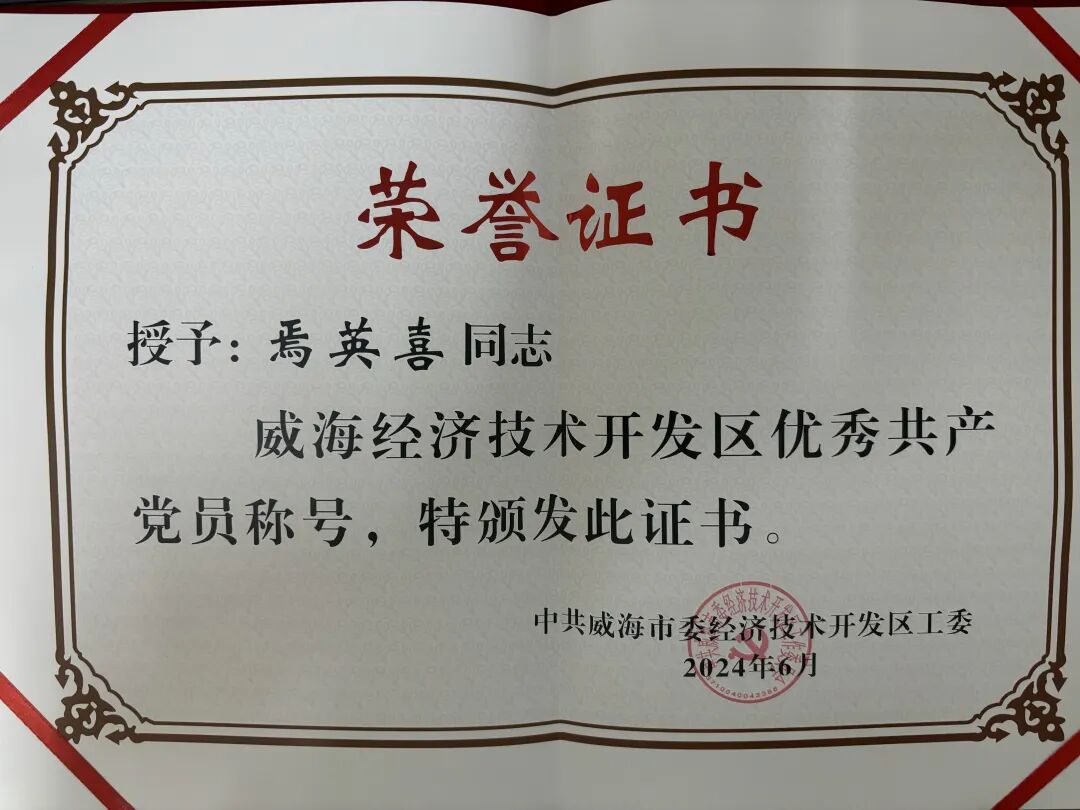 荣誉证书
授予：焉英喜同志
威海经济技术开发区优秀共产
党员称号，特颁发此证书。
中共威海市委经济技术开发区工委
2024年6月